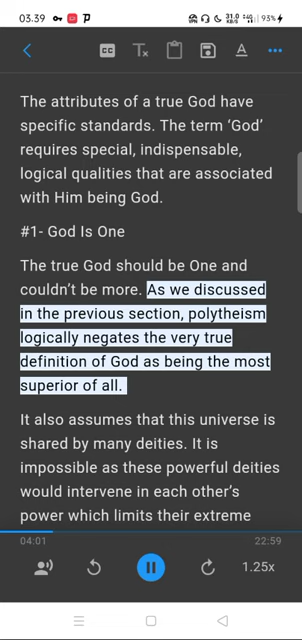 03.39
31.0 KB/S
93%
CC
The attributes of a true God have
specific standards. The term ‘God’
requires special, indispensable,
logical qualities that are associated
with Him being God.
#1- God Is One
The true God should be One and
couldn’t be more. As we discussed
in the previous section, polytheism
logically negates the very true
definition of God as being the most
superior of all.
It also assumes that this universe is
shared by many deities. It is
impossible as these powerful deities
would intervene in each other’s
power which limits their extreme
04:01 22:59
1.25x